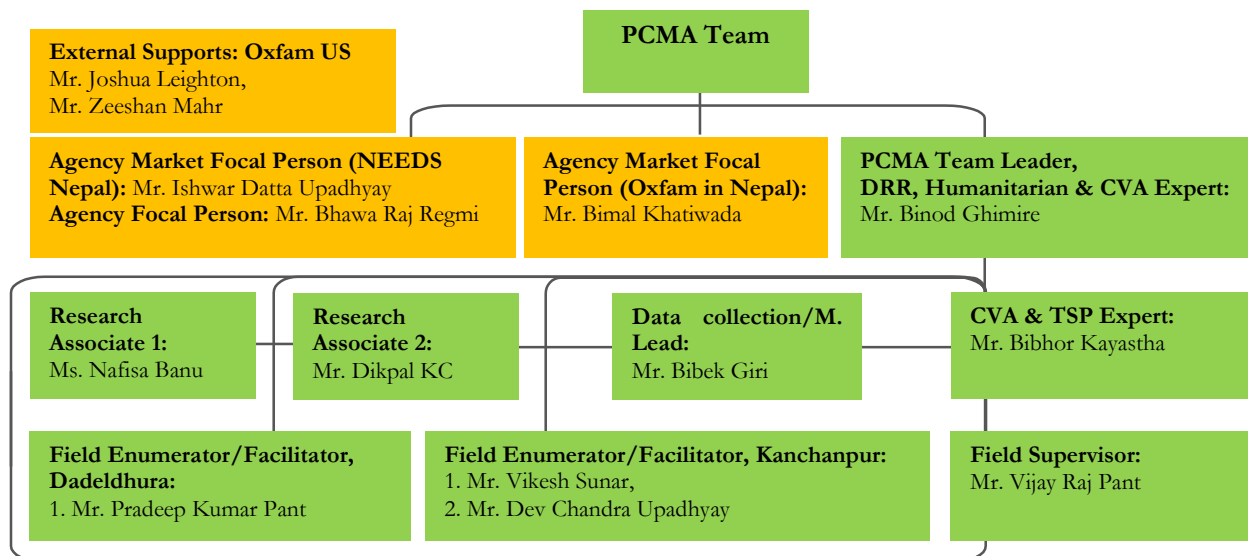 PCMA Team
External Supports: Oxfam US
Mr. Joshua Leighton,
Mr. Zeeshan Mahr
Agency Market Focal Person (NEEDS
Nepal): Mr. Ishwar Datta Upadhyay
Agency Focal Person: Mr. Bhawa Raj Regmi
Agency Market Focal
Person (Oxfam in Nepal):
Mr. Bimal Khatiwada
PCMA Team Leader,
DRR, Humanitarian & CVA Expert:
Mr. Binod Ghimire
Research
Associate 1:
Ms. Nafisa Banu
Research
Associate 2:
Mr. Dikpal KC
Data collection/M.
Lead:
Mr. Bibek Giri
CVA & TSP Expert:
Mr. Bibhor Kayastha
Field Enumerator/Facilitator,
Dadeldhura:
1. Mr. Pradeep Kumar Pant
Field Enumerator/Facilitator, Kanchanpur:
1. Mr. Vikesh Sunar,
2. Mr. Dev Chandra Upadhyay
Field Supervisor:
Mr. Vijay Raj Pant